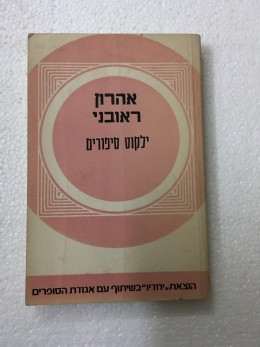 אהרון
ראובני
ילקוט סיפורים
הוצאת „יחדיו" בשיתוף עם אגודת הסופרים